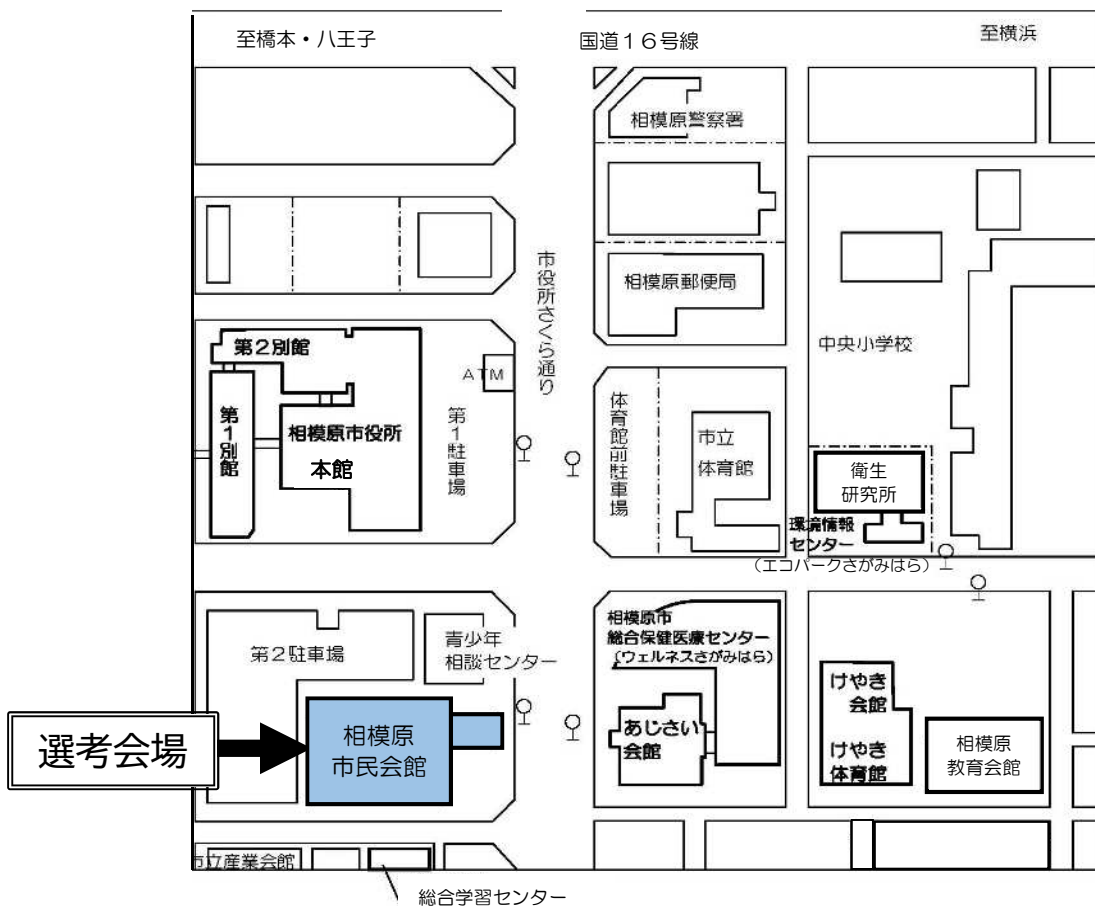 至橋本・八王子
国道１６号線
至横浜
相模原警察署
市役所さくら通り
相模原郵便局
中央小学校
第２別館
ＡＴＭ
第１別館
相模原市役所
本館
第１駐車場
体育館前駐車場
市立
体育館
衛生
研究所
環境情報
センター
（エコパークさがみはら）
第２駐車場
青少年
相談センター
相模原市
総合保健医療センター
（ウェルネスさがみはら）
選考会場
相模原
市民会館
あじさい
会館
けやき
会館
けやき
体育館
相模原
教育会館
市立産業会館
総合学習センター